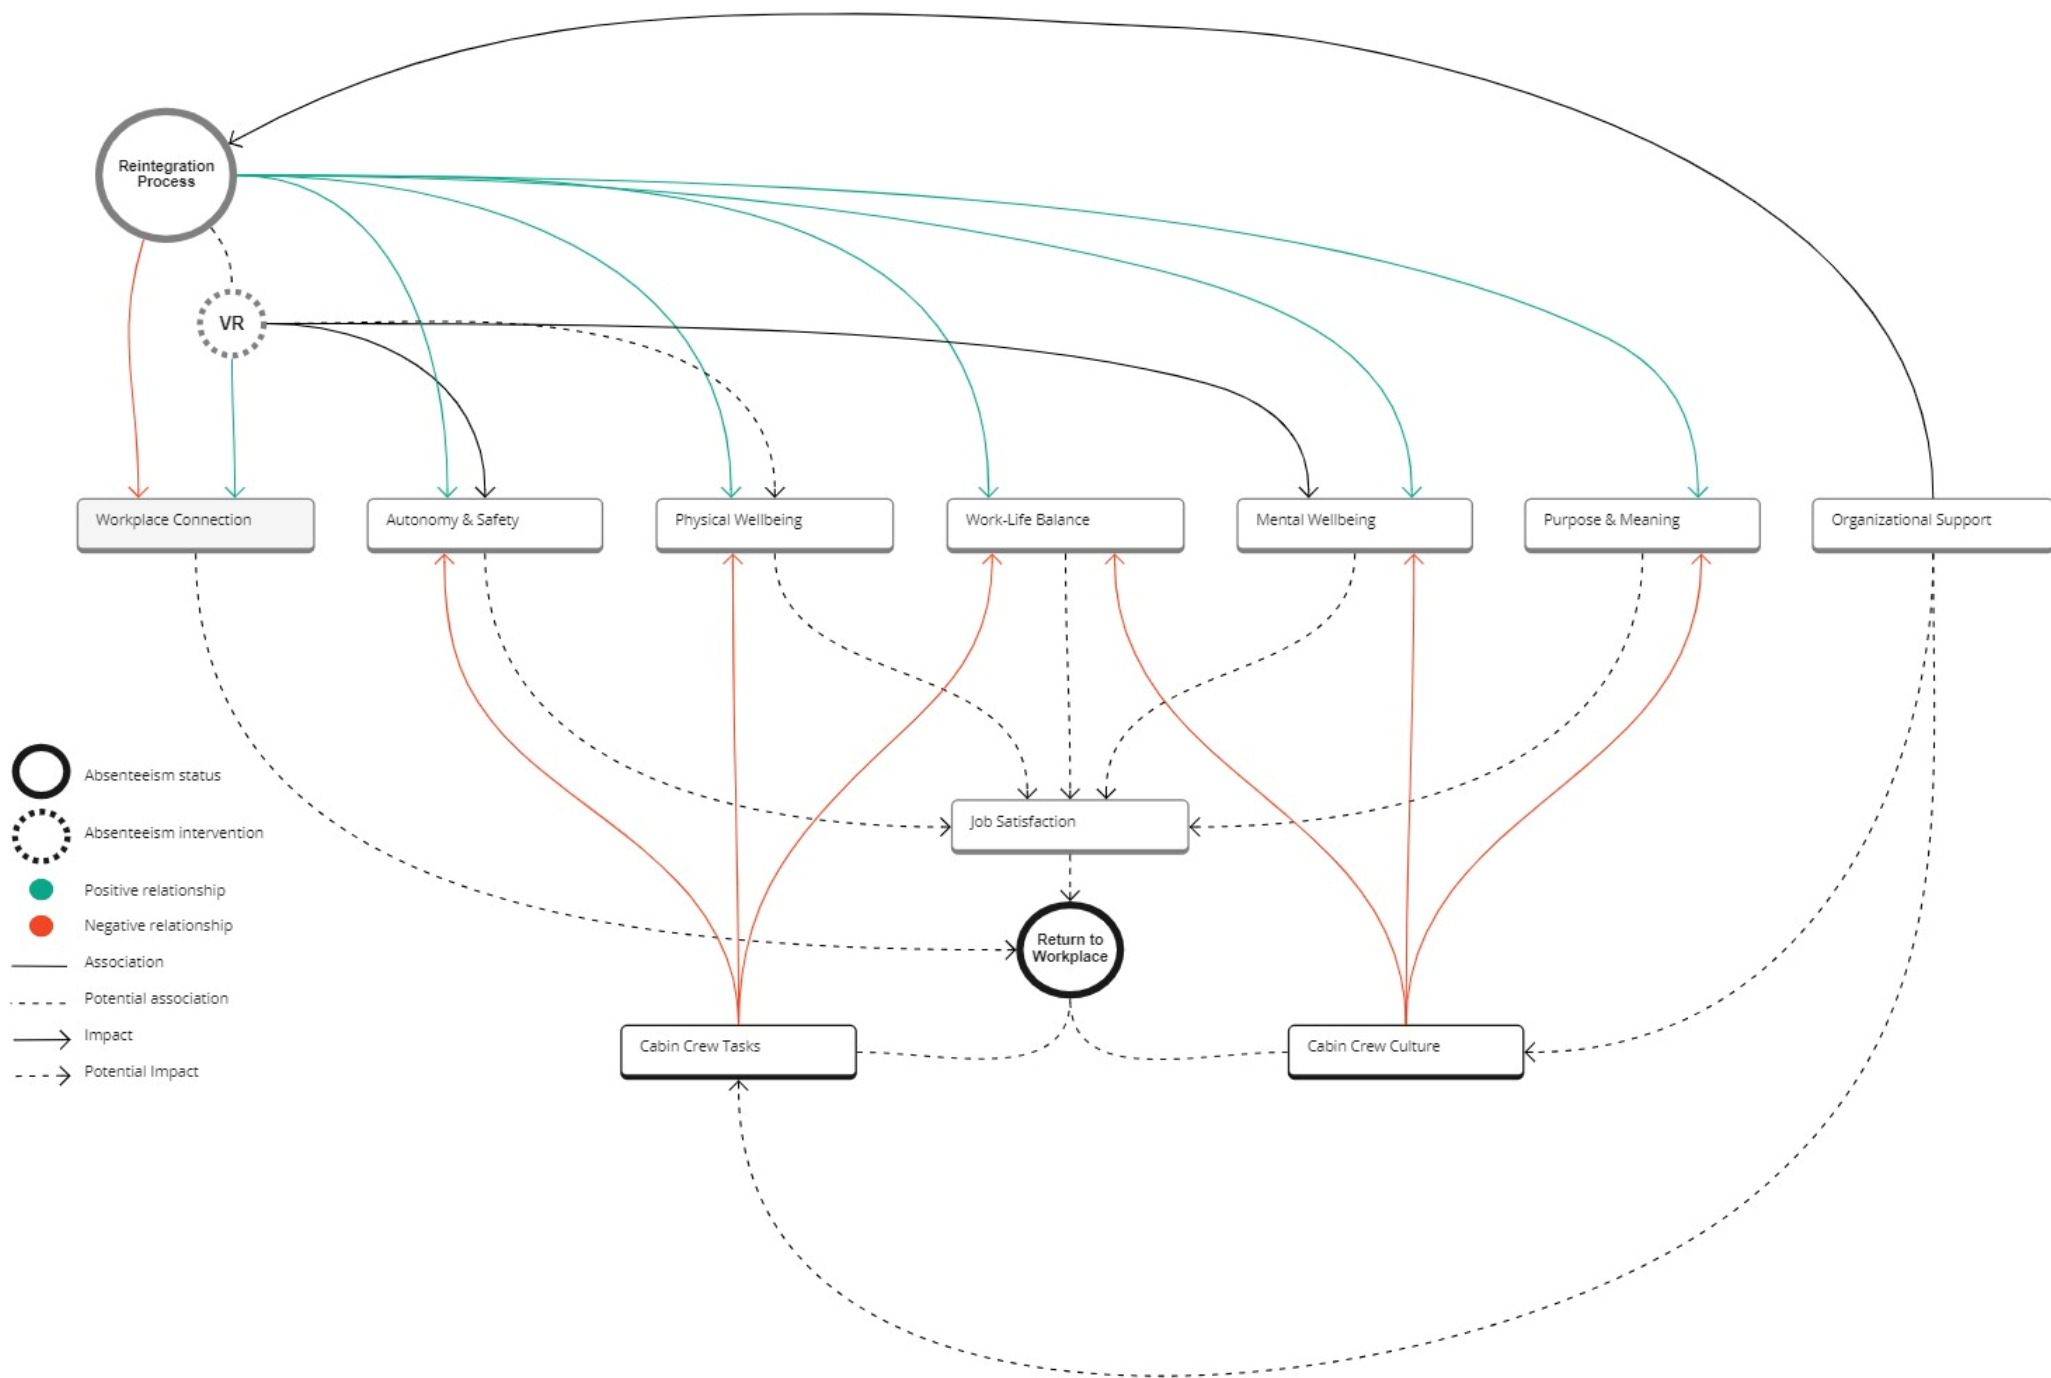 Reintegration
Process
VR
Workplace Connection
Autonomy & Safety
Physical Wellbeing
Work-Life Balance
Mental Wellbeing
Purpose & Meaning
Organizational Support
Absenteeism status
Absenteeism intervention
Positive relationship
Negative relationship
Association
Potential association
Impact
Potential Impact
Job Satisfaction
Return to
Workplace
Cabin Crew Tasks
Cabin Crew Culture